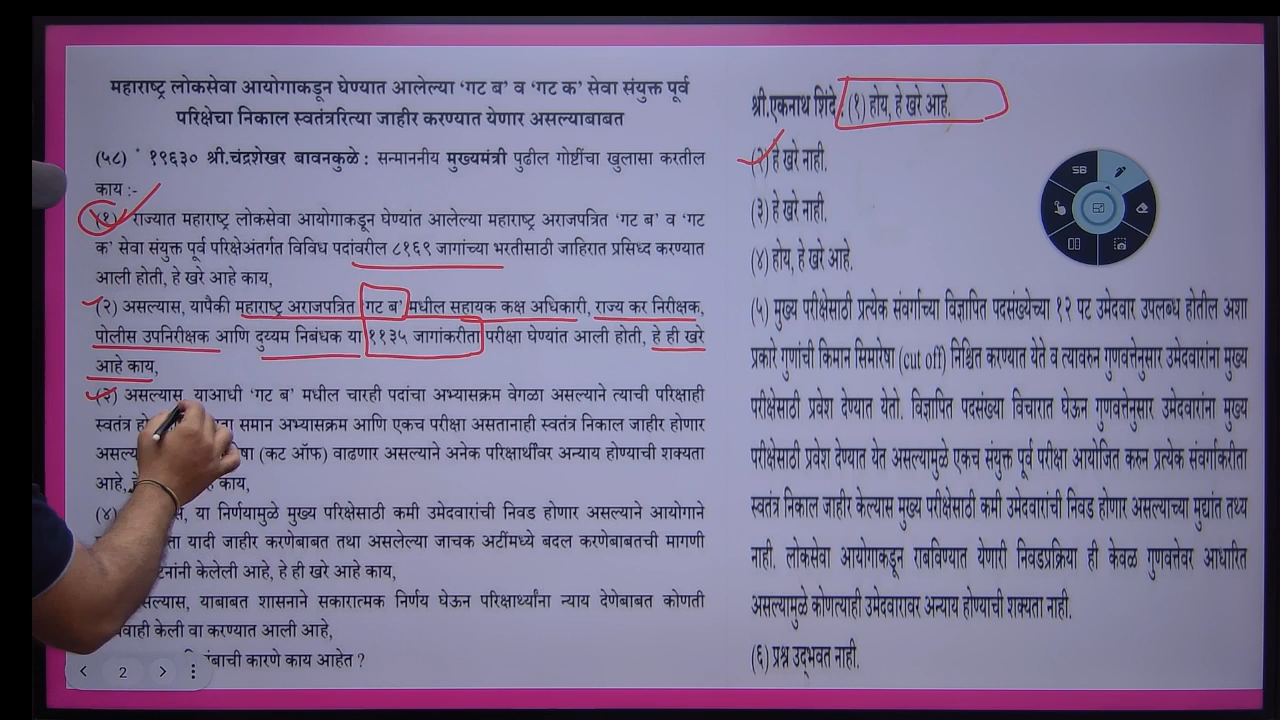 महाराष्ट्र लोकसेवा आयोगाकडून घेण्यात आलेल्या ‘गट ब’ व ‘गट क’ सेवा संयुक्त पूर्व
परिक्षेचा निकाल स्वतंत्ररित्या जाहीर करण्यात येणार असल्याबाबत
(५८) * १९६३० श्री.चंद्रशेखर बावनकुळे : सन्माननीय मुख्यमंत्री पुढील गोष्टींचा खुलासा करतील
काय :-
(१) राज्यात महाराष्ट्र लोकसेवा आयोगाकडून घेण्यांत आलेल्या महाराष्ट्र अराजपत्रित ‘गट ब’ व ‘गट
क’ सेवा संयुक्त पूर्व परिक्षेअंतर्गत विविध पदांवरील ८१६९ जागांच्या भरतीसाठी जाहिरात प्रसिध्द करण्यात
आली होती, हे खरे आहे काय,
(२) असल्यास, यापैकी महाराष्ट्र अराजपत्रित ‘गट ब’ मधील सहायक कक्ष अधिकारी, राज्य कर निरीक्षक,
पोलीस उपनिरीक्षक आणि दुय्यम निबंधक या ११३५ जागांकरीता परिक्षा घेण्यांत आली होती, हे ही खरे
आहे काय,
(३) असल्यास, याआधी ‘गट ब’ मधील चारही पदांचा अभ्यासक्रम वेगळा असल्याने त्याची परिक्षाही
स्वतंत्र समान अभ्यासक्रम आणि एकच परीक्षा असतानाही स्वतंत्र निकाल जाहीर होणार
(कट ऑफ) वाढणार असल्याने अनेक परिक्षार्थींवर अन्याय होण्याची शक्यता
आहे, काय,
(४) या निर्णयामुळे मुख्य परिक्षेसाठी कमी उमेदवारांची निवड होणार असल्याने आयोगाने
यादी जाहीर करणेबाबत तथा असलेल्या जाचक अटींमध्ये बदल करणेबाबतची मागणी
केलेली आहे, हे ही खरे आहे काय,
याबाबत शासनाने सकारात्मक निर्णय घेऊन परिक्षार्थ्यांना न्याय देणेबाबत कोणती
केली वा करण्यात आली आहे,
कारणे काय आहेत ?
श्री.एकनाथ शिंदे : (१) होय, हे खरे आहे.
(२) हे खरे नाही.
(३) हे खरे नाही.
(४) होय, हे खरे आहे.
(५) मुख्य परीक्षेसाठी प्रत्येक संवर्गाच्या विज्ञापित पदसंख्येच्या १२ पट उमेदवार उपलब्ध होतील अशा
प्रकारे गुणांची किमान सिमारेषा (cut off) निश्चित करण्यात येते व त्यावरुन गुणवत्तेनुसार उमेदवारांना मुख्य
परीक्षेसाठी प्रवेश देण्यात येतो. विज्ञापित पदसंख्या विचारात घेऊन गुणवत्तेनुसार उमेदवारांना मुख्य
परीक्षेसाठी प्रवेश देण्यात येत असल्यामुळे एकच संयुक्त पूर्व परीक्षा आयोजित करुन प्रत्येक संवर्गाकरीता
स्वतंत्र निकाल जाहीर केल्यास मुख्य परीक्षेसाठी कमी उमेदवारांची निवड होणार असल्याच्या मुद्यांत तथ्य
नाही. लोकसेवा आयोगाकडून राबविण्यात येणारी निवडप्रक्रिया ही केवळ गुणवत्तेवर आधारित
असल्यामुळे कोणत्याही उमेदवारावर अन्याय होण्याची शक्यता नाही.
(६) प्रश्न उद्‌भवत नाही.
SB
2